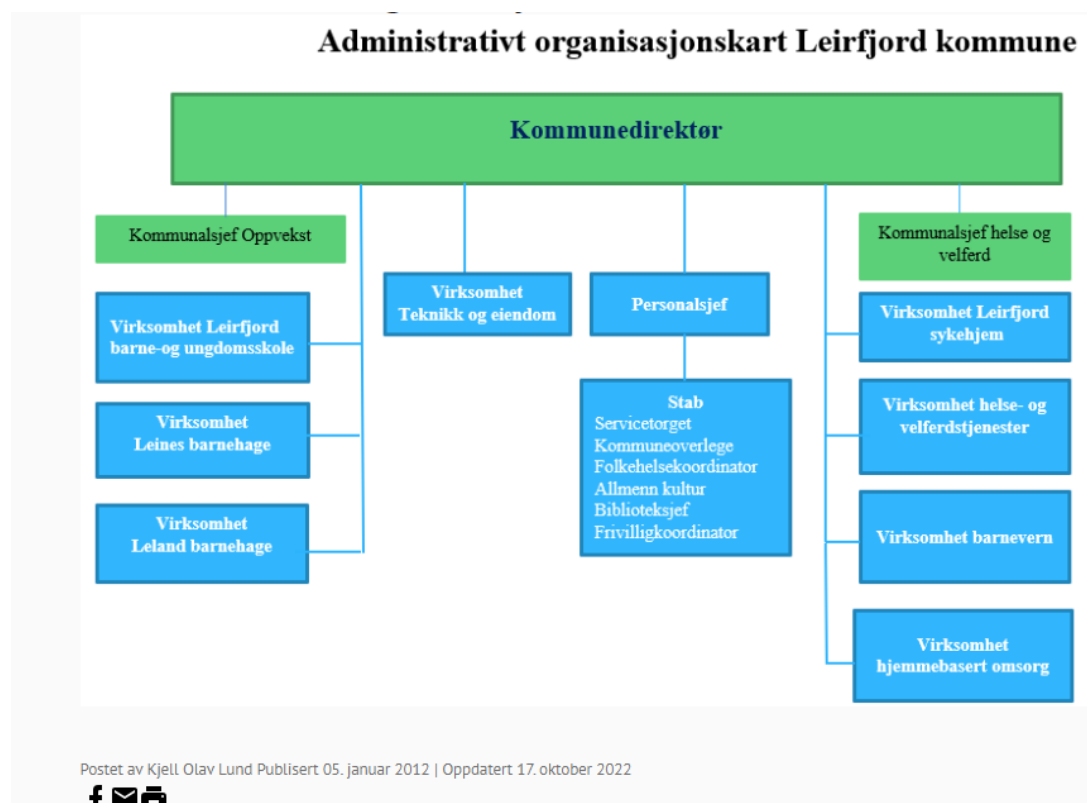 Administrativt organisasjonskart Leirfjord kommune
Kommunedirektør
Kommunalsjef Oppvekst
Kommunalsjef helse og
velferd
Virksomhet
Teknikk og eiendom
Personalsjef
Virksomhet Leirfjord
barne-og ungdomsskole
Virksomhet
Leines barnehage
Virksomhet
Leland barnehage
Stab
Servicetorget
Kommuneoverlege
Folkehelsekoordinator
Allmenn kultur
Biblioteksjef
Frivilligkoordinator
Virksomhet Leirfjord
sykehjem
Virksomhet helse- og
velferdstjenester
Virksomhet barnevern
Virksomhet
hjemmebasert omsorg
Postet av Kjell Olav Lund Publisert 05. januar 2012 | Oppdatert 17. oktober 2022